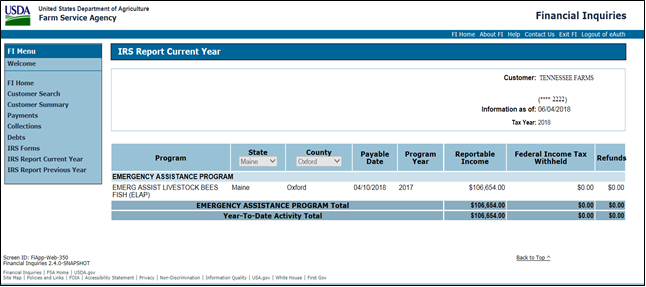 USDA
United States Department of Agriculture
Farm Service Agency
Financial Inquiries
FI Home About FI Help Contact Us Exit FI Logout of eAuth
FI Menu
Welcome
FI Home
Customer Search
Customer Summary
Payments
Collections
Debts
IRS Forms
IRS Report Current Year
IRS Report Previous Year
IRS Report Current Year
Customer: TENNESSEE FARMS
(**** 2222)
Information as of: 06/04/2018
Tax Year: 2018
Program State County Payable Date Program Year Reportable Income Federal Income Tax Withheld Refunds
Maine Oxford
EMERGENCY ASSISTANCE PROGRAM
EMERG ASSIST LIVESTOCK BEES Maine Oxford 04/10/2018 2017 $106,654.00 $0.00 $0.00
FISH (ELAP)
EMERGENCY ASSISTANCE PROGRAM Total $106,654.00 $0.00 $0.00
Year-To-Date Activity Total $106,654.00 $0.00 $0.00
Screen ID: FIApp-Web-350
Financial Inquiries 2.4.0-SNAPSHOT
Back to Top ^
Financial Inquiries | FSA Home | USDA.gov
Site Map | Policies and Links | FOIA | Accessibility Statement | Privacy | Non-Discrimination | Information Quality | USA.gov | White House | First Gov